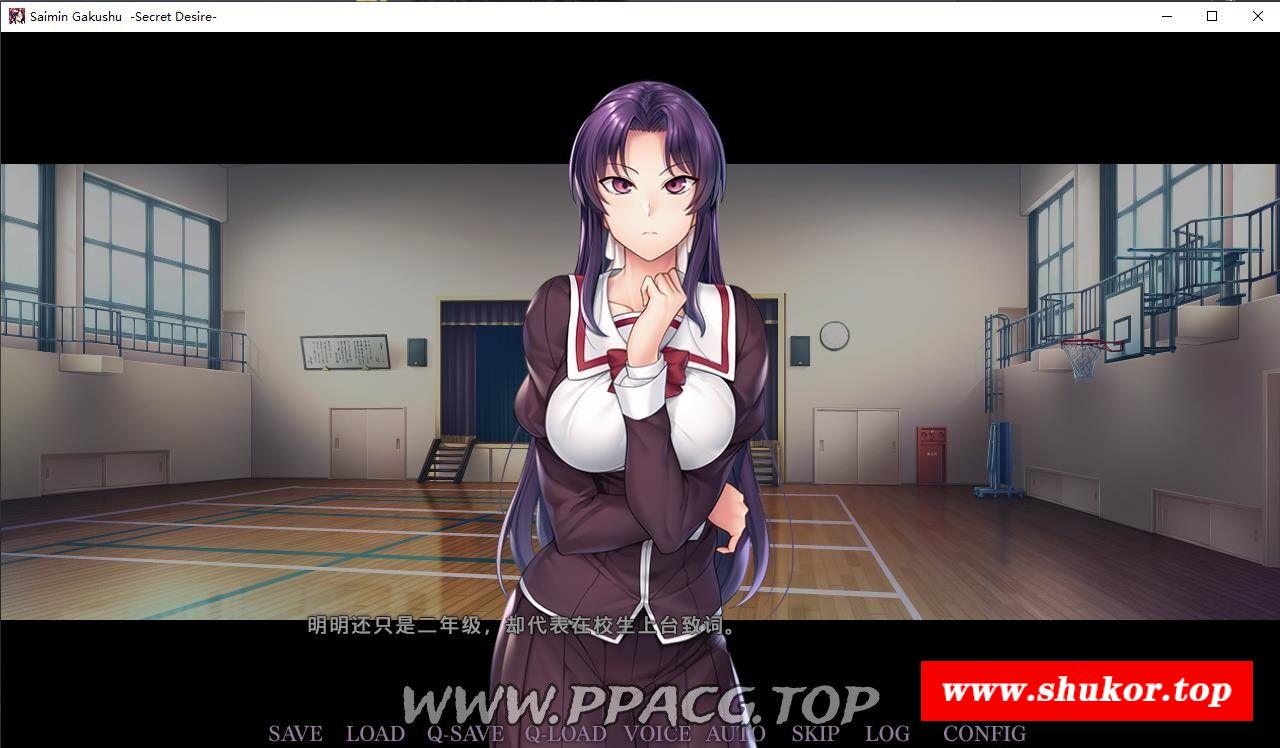 Saimin Gakushu -Secret Desire-
明明还只是二年级，却代表在校生上台致词。
www.shukor.top
WWW.PPACG.TOP
SAVE LOAD Q-SAVE Q-LOAD VOICE AUTO SKIP LOG CONFIG